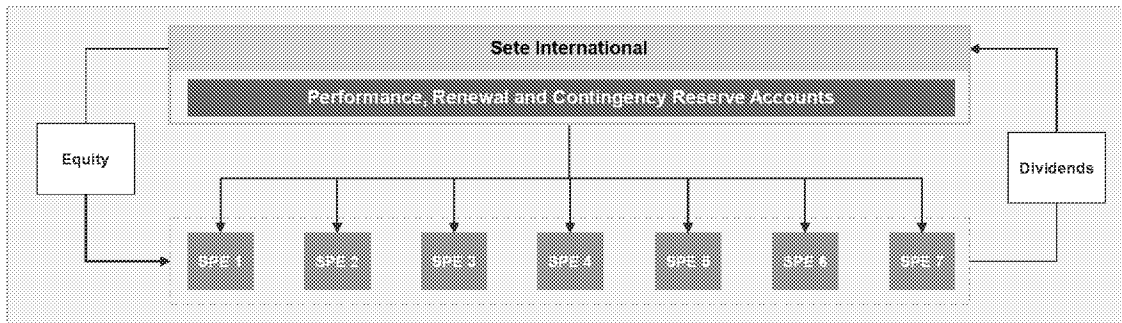 Sete International
Performance, Renewal and Contingency Reserve Accounts
Equity
Dividends
SPE 1
SPE 2
SPE 3
SPE 4
SPE 5
SPE 6
SPE 7